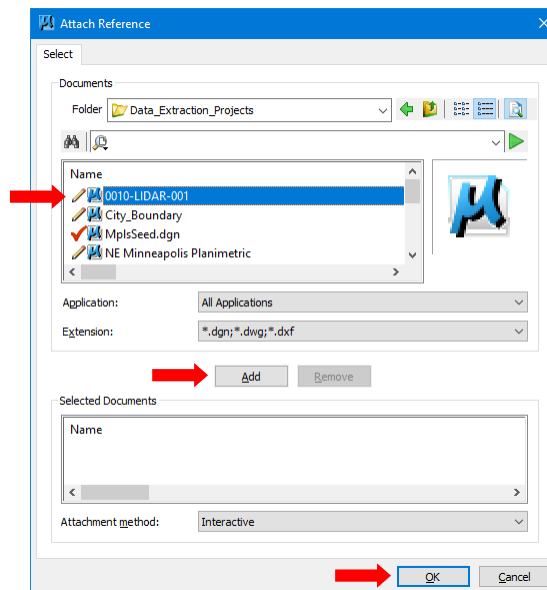 Attach Reference
Select
Documents
Folder Data_Extraction_Projects
Name
0010-LIDAR-001
City_Boundary
MplsSeed.dgn
NE Minneapolis Planimetric
Application: All Applications
Extension: *.dgn;*.dwg;*.dxf
Add Remove
Selected Documents
Name
Attachment method: Interactive
OK Cancel